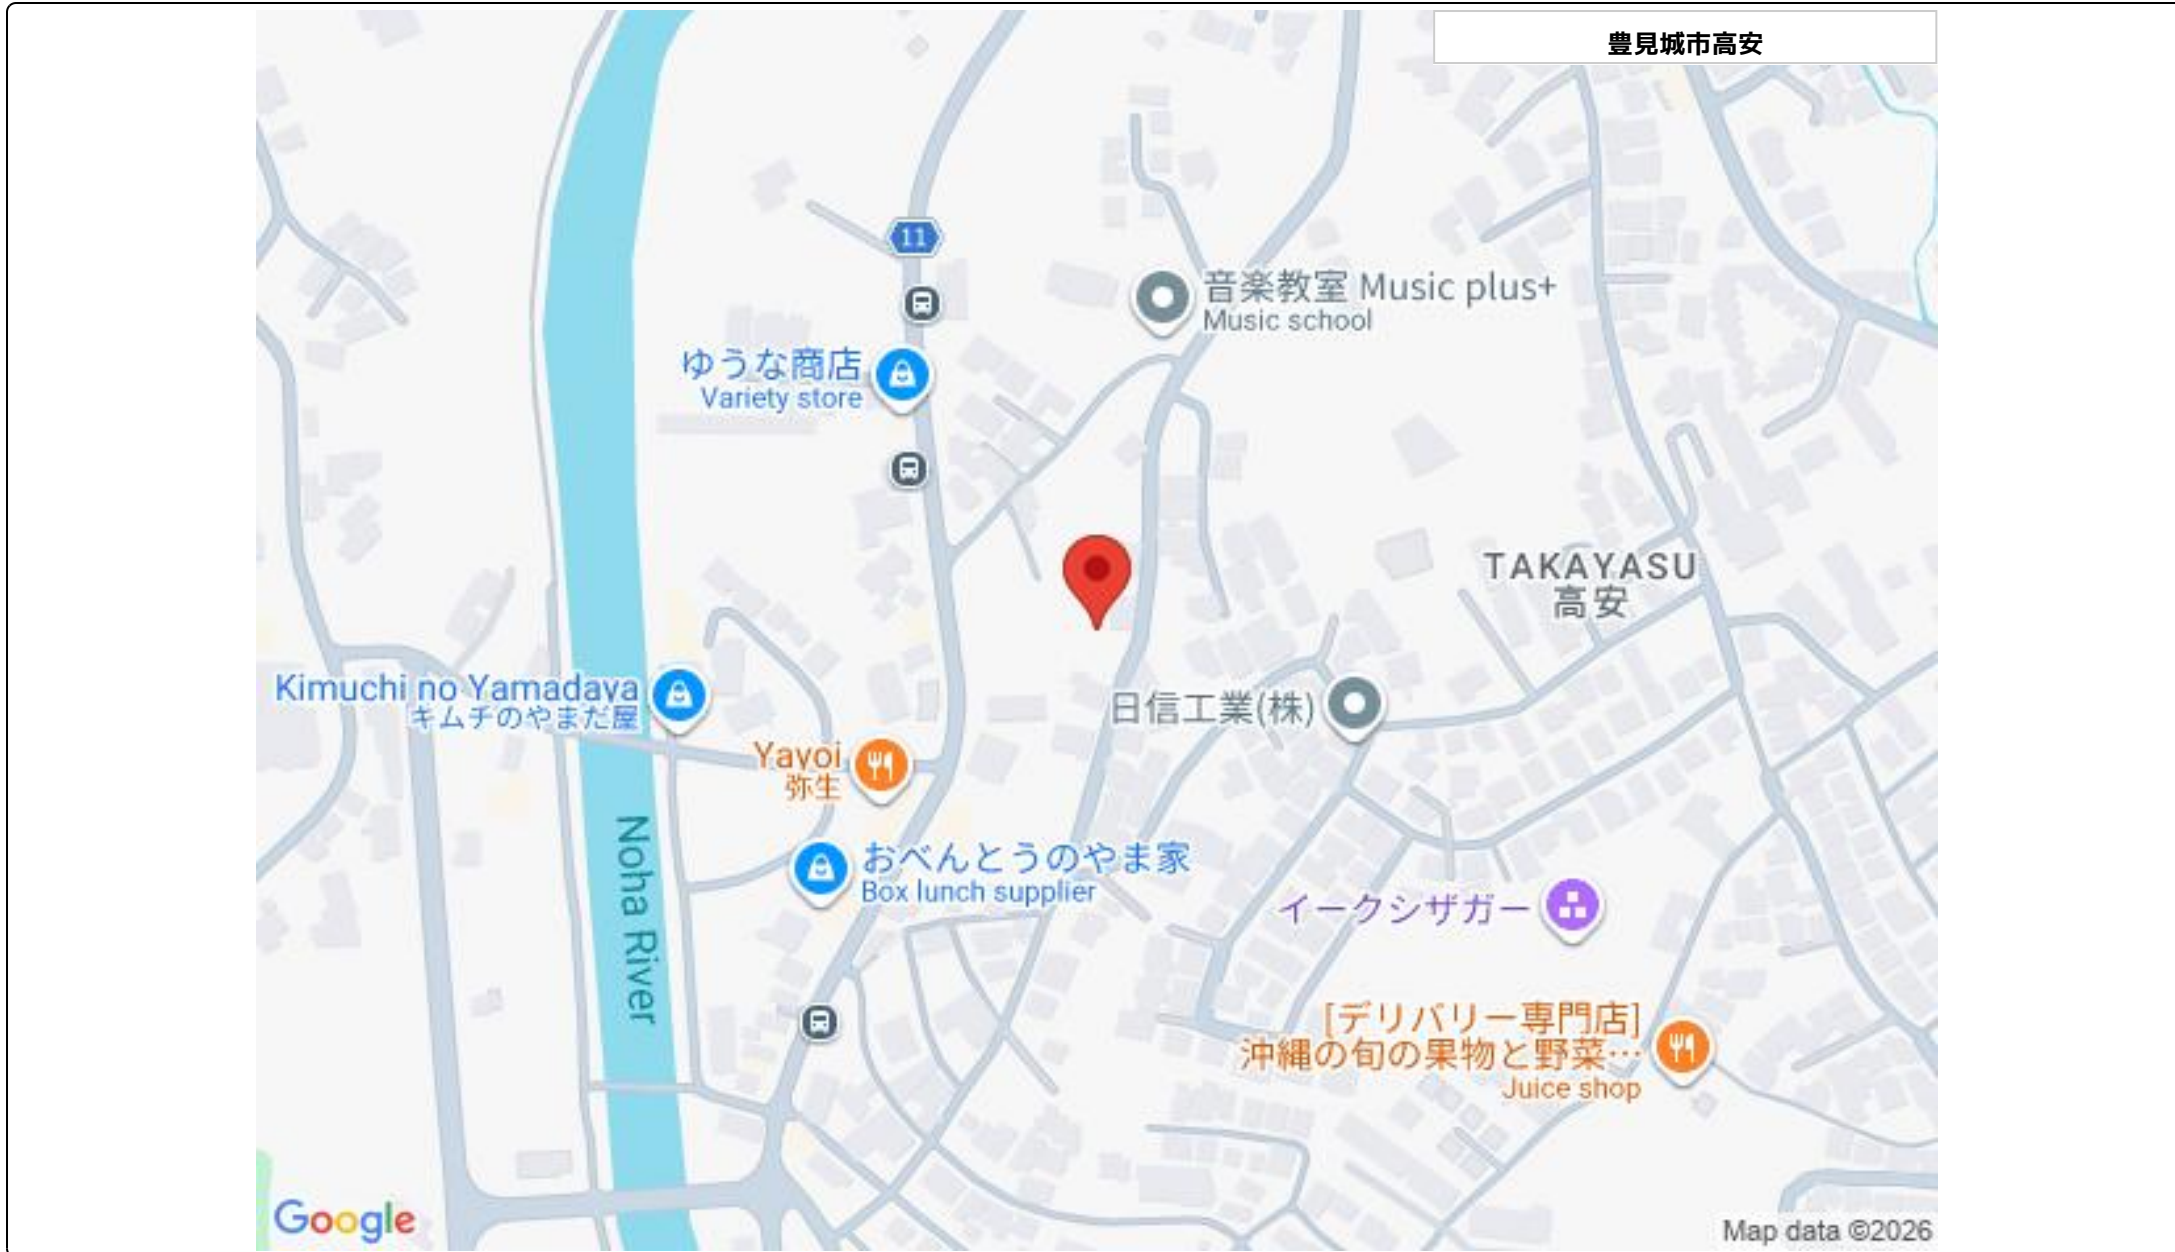 豊見城市高安
11
音楽教室 Music plus+
Music school
ゆうな商店
Variety store
TAKAYASU
高安
Kimuchi no Yamadaya
キムチのやまだ屋
日信工業(株)
Yayoi
弥生
おべんとうのやま家
Box lunch supplier
Noha River
イークシザガー
[デリバリー専門店]
沖縄の旬の果物と野菜…
Juice shop
Google
Map data ©2026